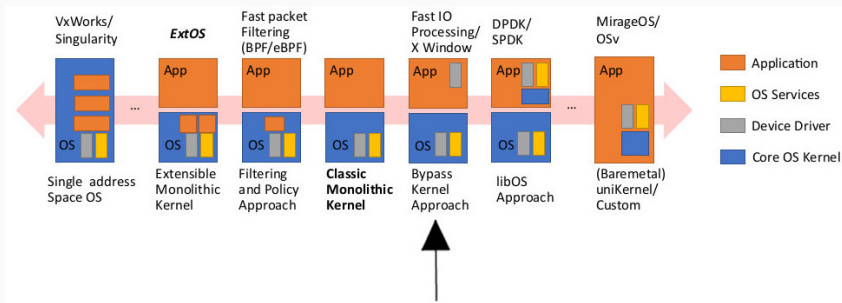 VxWorks/
Singularity
ExtOS
Fast packet
Filtering
(BPF/eBPF)
Fast IO
Processing/
X Window
DPDK/
SPDK
MirageOS/
OSv
App
App
App
App
App
App
...
...
OS
OS
OS
OS
OS
OS
Single address
Space OS
Extensible
Monolithic
Kernel
Filtering
and Policy
Approach
Classic
Monolithic
Kernel
Bypass
Kernel
Approach
libOS
Approach
(Baremetal)
uniKernel/
Custom
Application
OS Services
Device Driver
Core OS Kernel